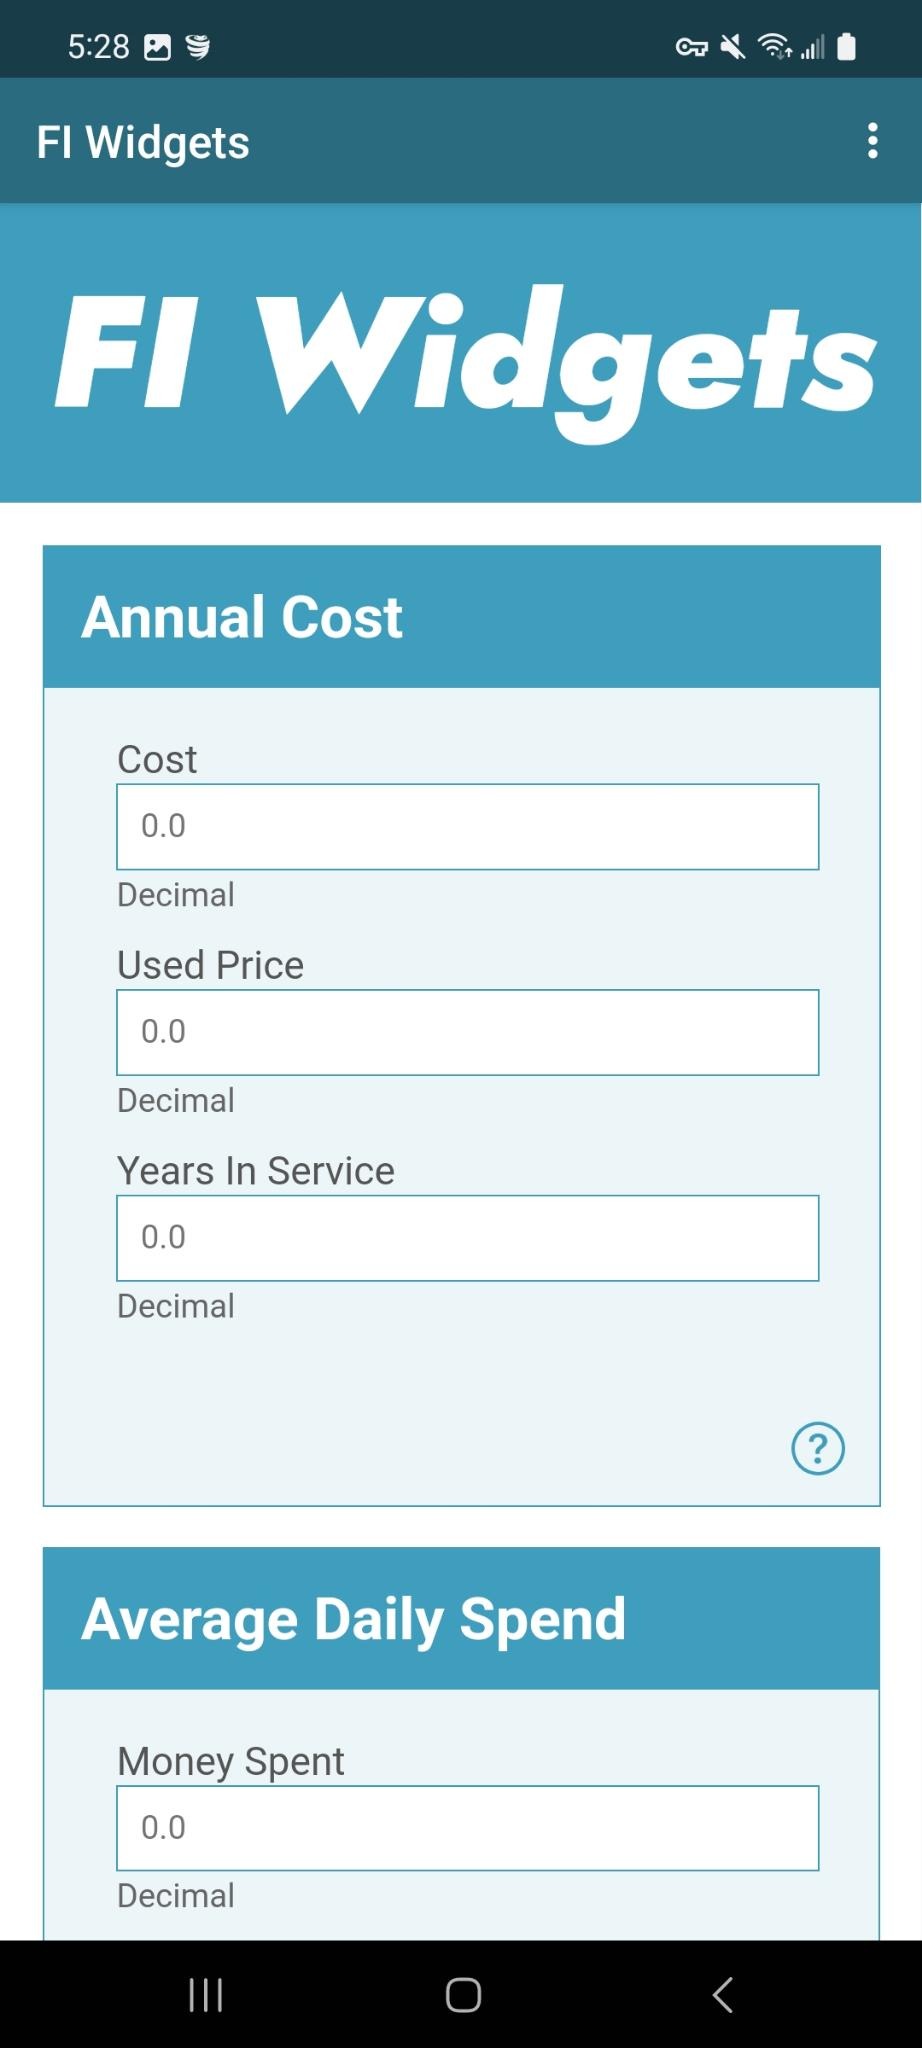 5:28
FI Widgets
FI Widgets
Annual Cost
Cost
0.0
Decimal
Used Price
0.0
Decimal
Years In Service
0.0
Decimal
?
Average Daily Spend
Money Spent
0.0
Decimal